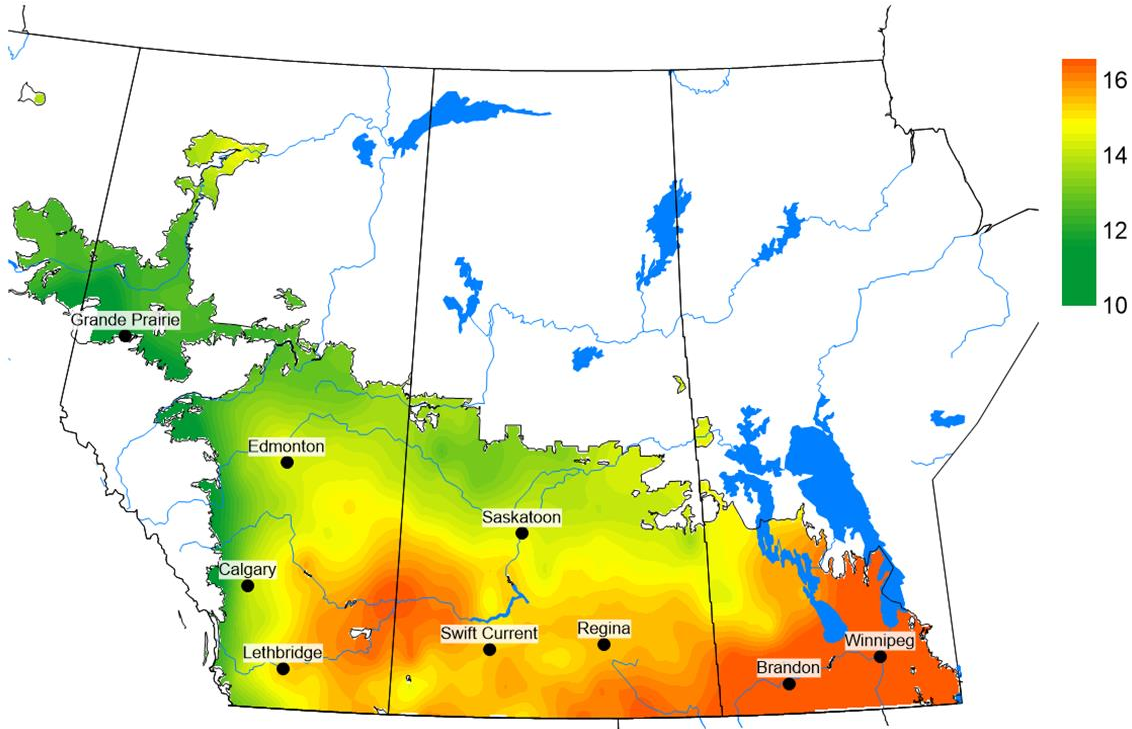 16
14
12
10
Grande Prairie
Edmonton
Saskatoon
Calgary
Swift Current
Regina
Winnipeg
Lethbridge
Brandon